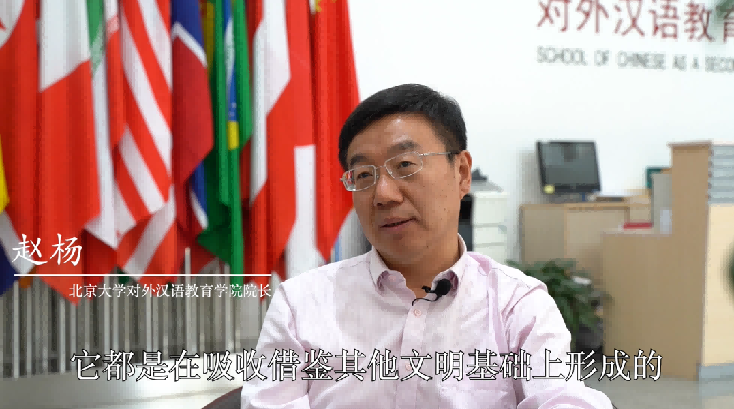 对外汉语教育
SCHOOL OF CHINESE AS A SECO
赵杨
北京大学对外汉语教育学院院长
它都是在吸收借鉴其他文明基础上形成的